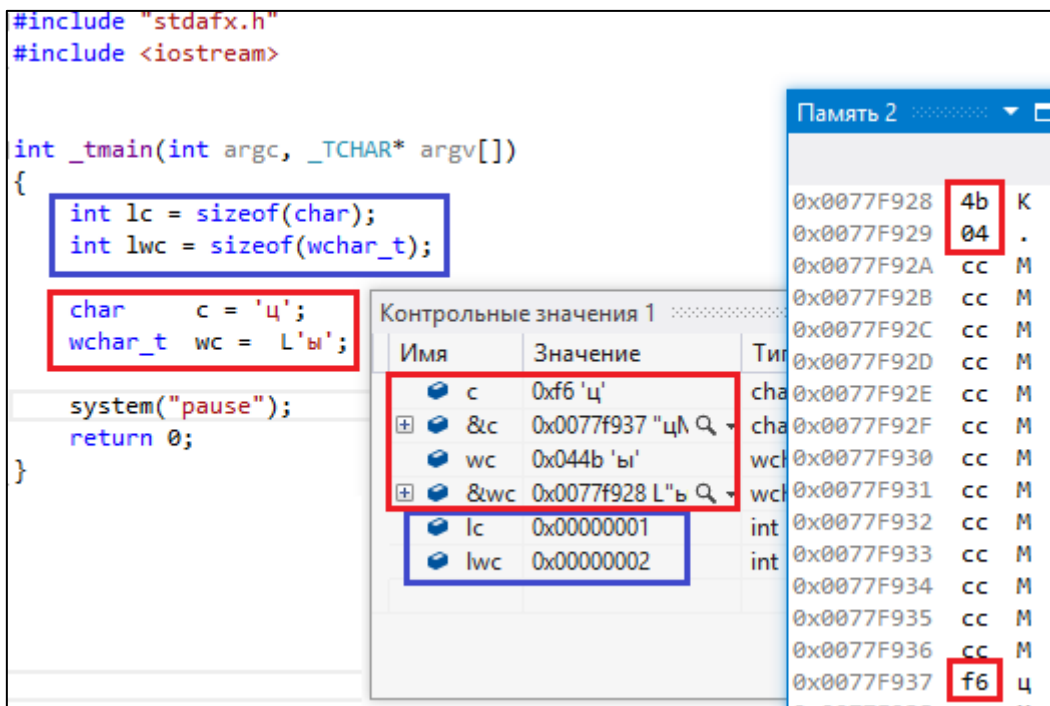 #include "stdafx.h"
#include <iostream>
int _tmain(int argc, _TCHAR* argv[])
{
int lc = sizeof(char);
int lwc = sizeof(wchar_t);
char c = 'ц';
wchar_t wc = L'ы';
system("pause");
return 0;
}
Контрольные значения 1
Имя Значение Тип
c 0xf6 'ц' cha
&c 0x0077f937 "цМ cha
wc 0x044b 'ы' wch
&wc 0x0077f928 L"ы wch
lc 0x00000001 int
lwc 0x00000002 int
Память 2
0x0077F928 4b K
0x0077F929 04 .
0x0077F92A cc М
0x0077F92B cc М
0x0077F92C cc М
0x0077F92D cc М
0x0077F92E cc М
0x0077F92F cc М
0x0077F930 cc М
0x0077F931 cc М
0x0077F932 cc М
0x0077F933 cc М
0x0077F934 cc М
0x0077F935 cc М
0x0077F936 cc М
0x0077F937 f6 ц